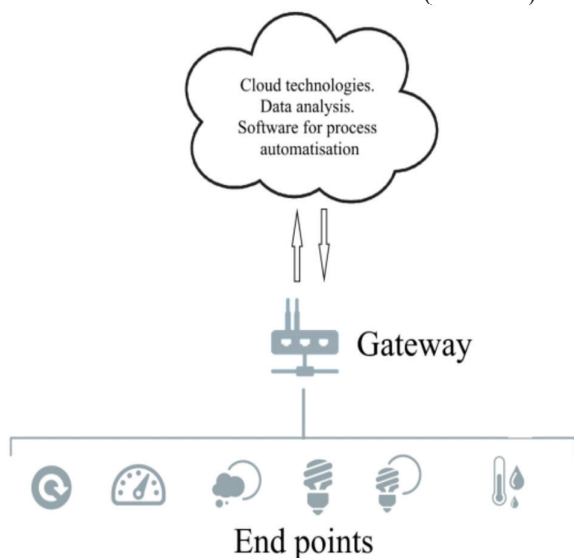 Cloud technologies.
Data analysis.
Software for process
automatisation
Gateway
End points